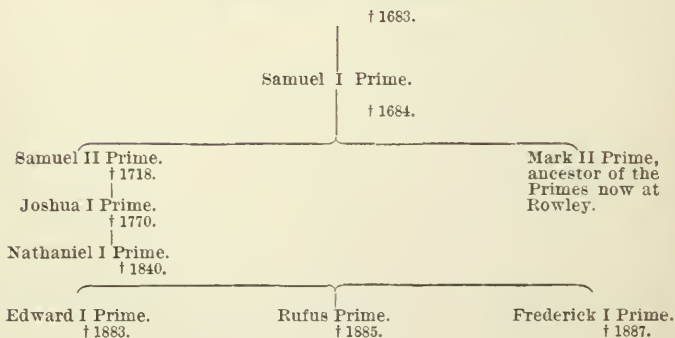 † 1683.
Samuel I Prime.
† 1684.
Samuel II Prime.
† 1718.
Mark II Prime,
ancestor of the
Primes now at
Rowley.
Joshua I Prime.
† 1770.
Nathaniel I Prime.
† 1840.
Edward I Prime.
† 1883.
Rufus Prime.
† 1885.
Frederick I Prime.
† 1887.